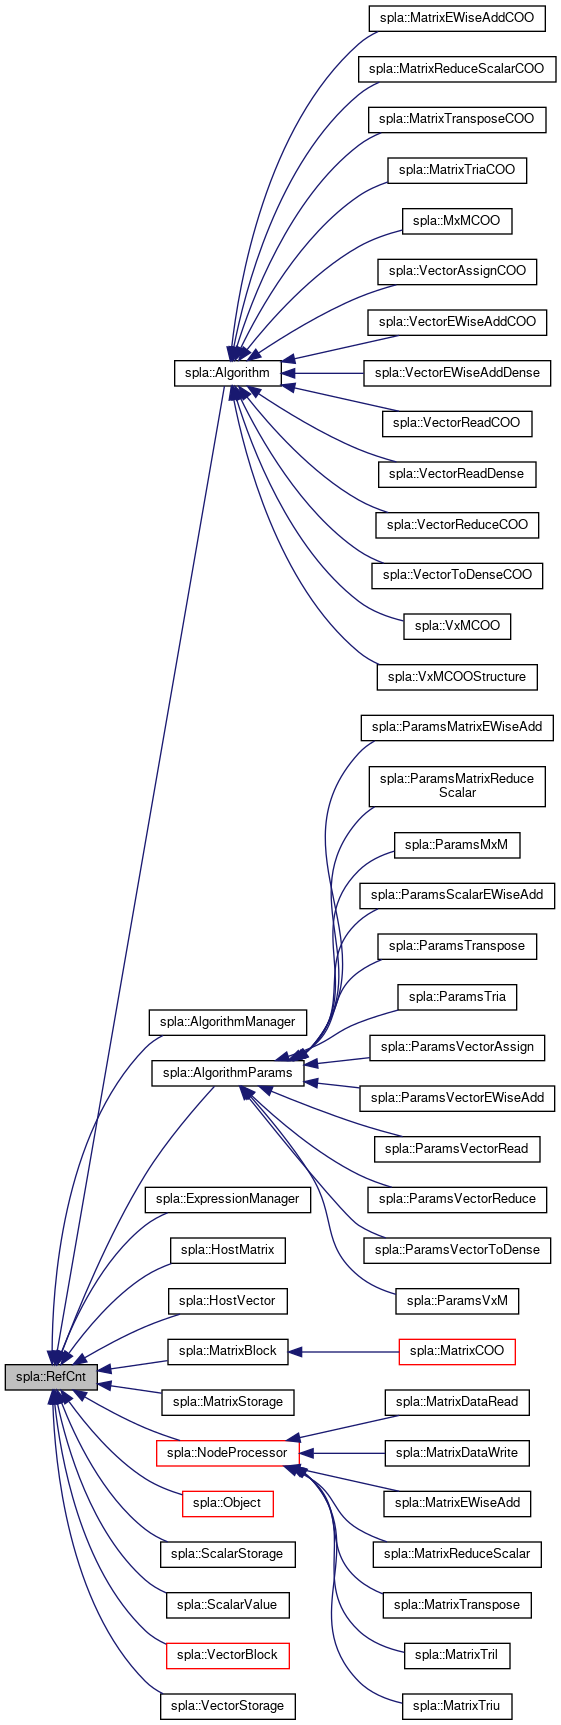 spla::MatrixEWiseAddCOO
spla::MatrixReduceScalarCOO
spla::MatrixTransposeCOO
spla::MatrixTriaCOO
spla::MxMCOO
spla::VectorAssignCOO
spla::VectorEWiseAddCOO
spla::Algorithm
spla::VectorEWiseAddDense
spla::VectorReadCOO
spla::VectorReadDense
spla::VectorReduceCOO
spla::VectorToDenseCOO
spla::VxMCOO
spla::VxMCOOStructure
spla::ParamsMatrixEWiseAdd
spla::ParamsMatrixReduce
Scalar
spla::ParamsMxM
spla::ParamsScalarEWiseAdd
spla::ParamsTranspose
spla::ParamsTria
spla::AlgorithmManager
spla::ParamsVectorAssign
spla::AlgorithmParams
spla::ParamsVectorEWiseAdd
spla::ParamsVectorRead
spla::ExpressionManager
spla::ParamsVectorReduce
spla::HostMatrix
spla::ParamsVectorToDense
spla::HostVector
spla::ParamsVxM
spla::MatrixBlock
spla::MatrixCOO
spla::RefCnt
spla::MatrixStorage
spla::MatrixDataRead
spla::NodeProcessor
spla::MatrixDataWrite
spla::Object
spla::MatrixEWiseAdd
spla::ScalarStorage
spla::MatrixReduceScalar
spla::ScalarValue
spla::MatrixTranspose
spla::VectorBlock
spla::MatrixTril
spla::VectorStorage
spla::MatrixTriu